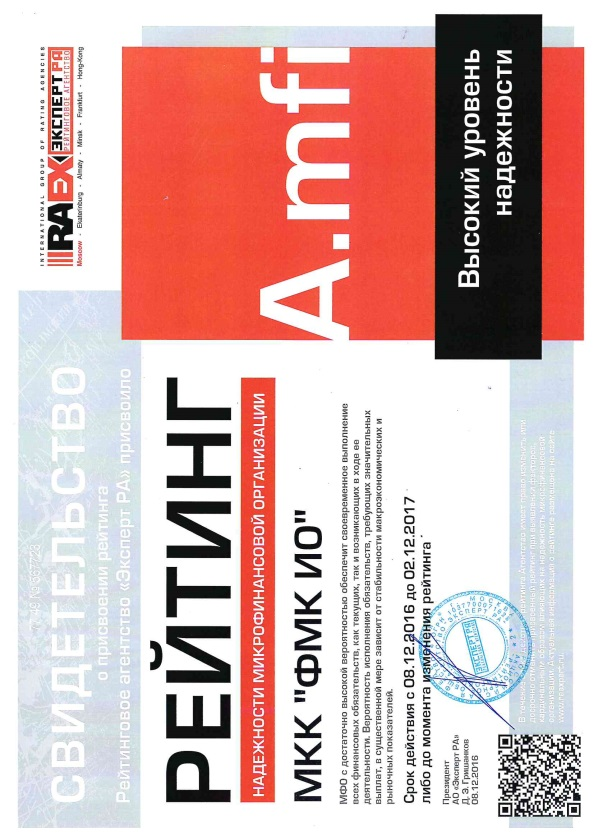 СВИДЕТЕЛЬСТВО
о присвоении рейтинга
Рейтинговое агентство «Эксперт РА» присвоило
INTERNATIONAL GROUP OF RATING AGENCIES
RAEX ЭКСПЕРТ РА
РЕЙТИНГОВОЕ АГЕНТСТВО
Moscow - Ekaterinburg - Almaty - Minsk - Frankfurt - Hong-Kong
РЕЙТИНГ
НАДЕЖНОСТИ МИКРОФИНАНСОВОЙ ОРГАНИЗАЦИИ
A.mfi
МКК "ФМК ИО"
МФО с достаточно высокой вероятностью обеспечит своевременное выполнение
всех финансовых обязательств, как текущих, так и возникающих в ходе ее
деятельности. Вероятность исполнения обязательств, требующих значительных
выплат, в существенной мере зависит от стабильности макроэкономических и
рыночных показателей.
Высокий уровень
надежности
Срок действия с 08.12.2016 до 02.12.2017
либо до момента изменения рейтинга
Президент
АО «Эксперт РА»
Д. Э. Гришанков
08.12.2016
ЭКСПЕРТ РА